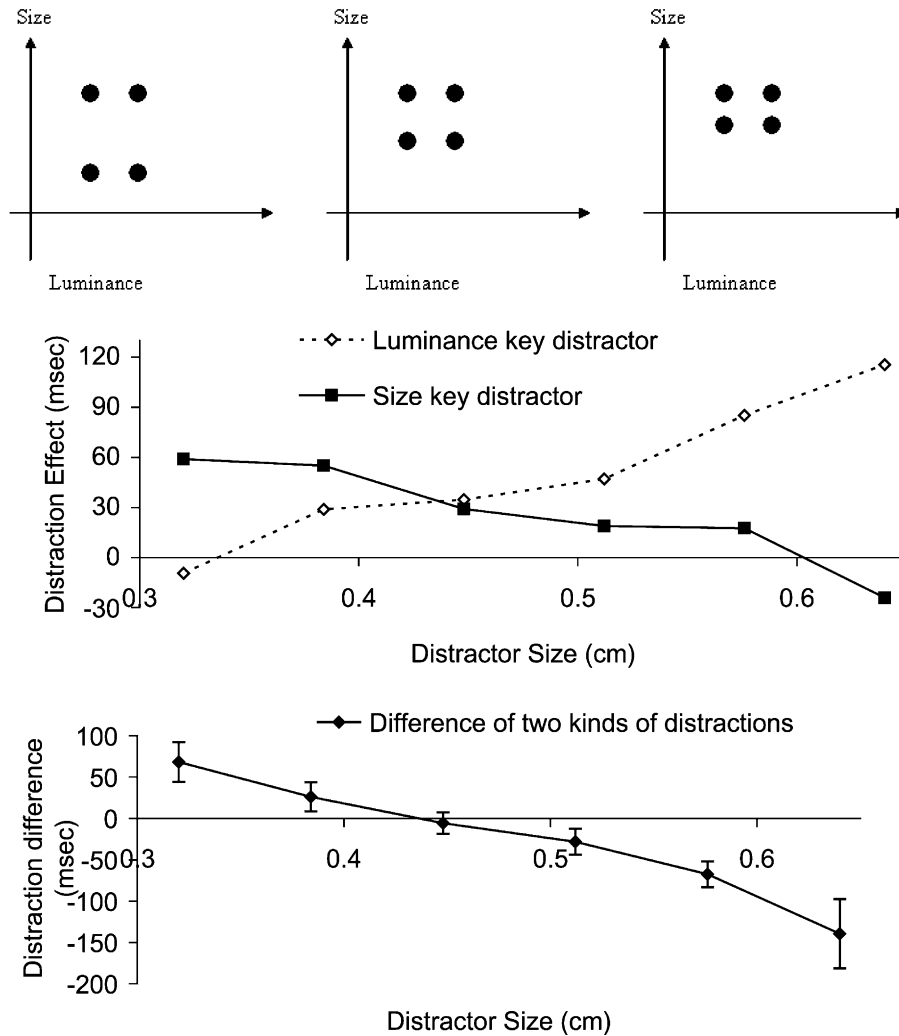 Size Size Size
Luminance Luminance Luminance
Luminance key distractor
Size key distractor
Distraction Effect (msec)
120
90
60
30
0
-30
0.3 0.4 0.5 0.6
Distractor Size (cm)
Difference of two kinds of distractions
Distraction difference
(msec)
100
50
0
-50
-100
-150
-200
0.3 0.4 0.5 0.6
Distractor Size (cm)